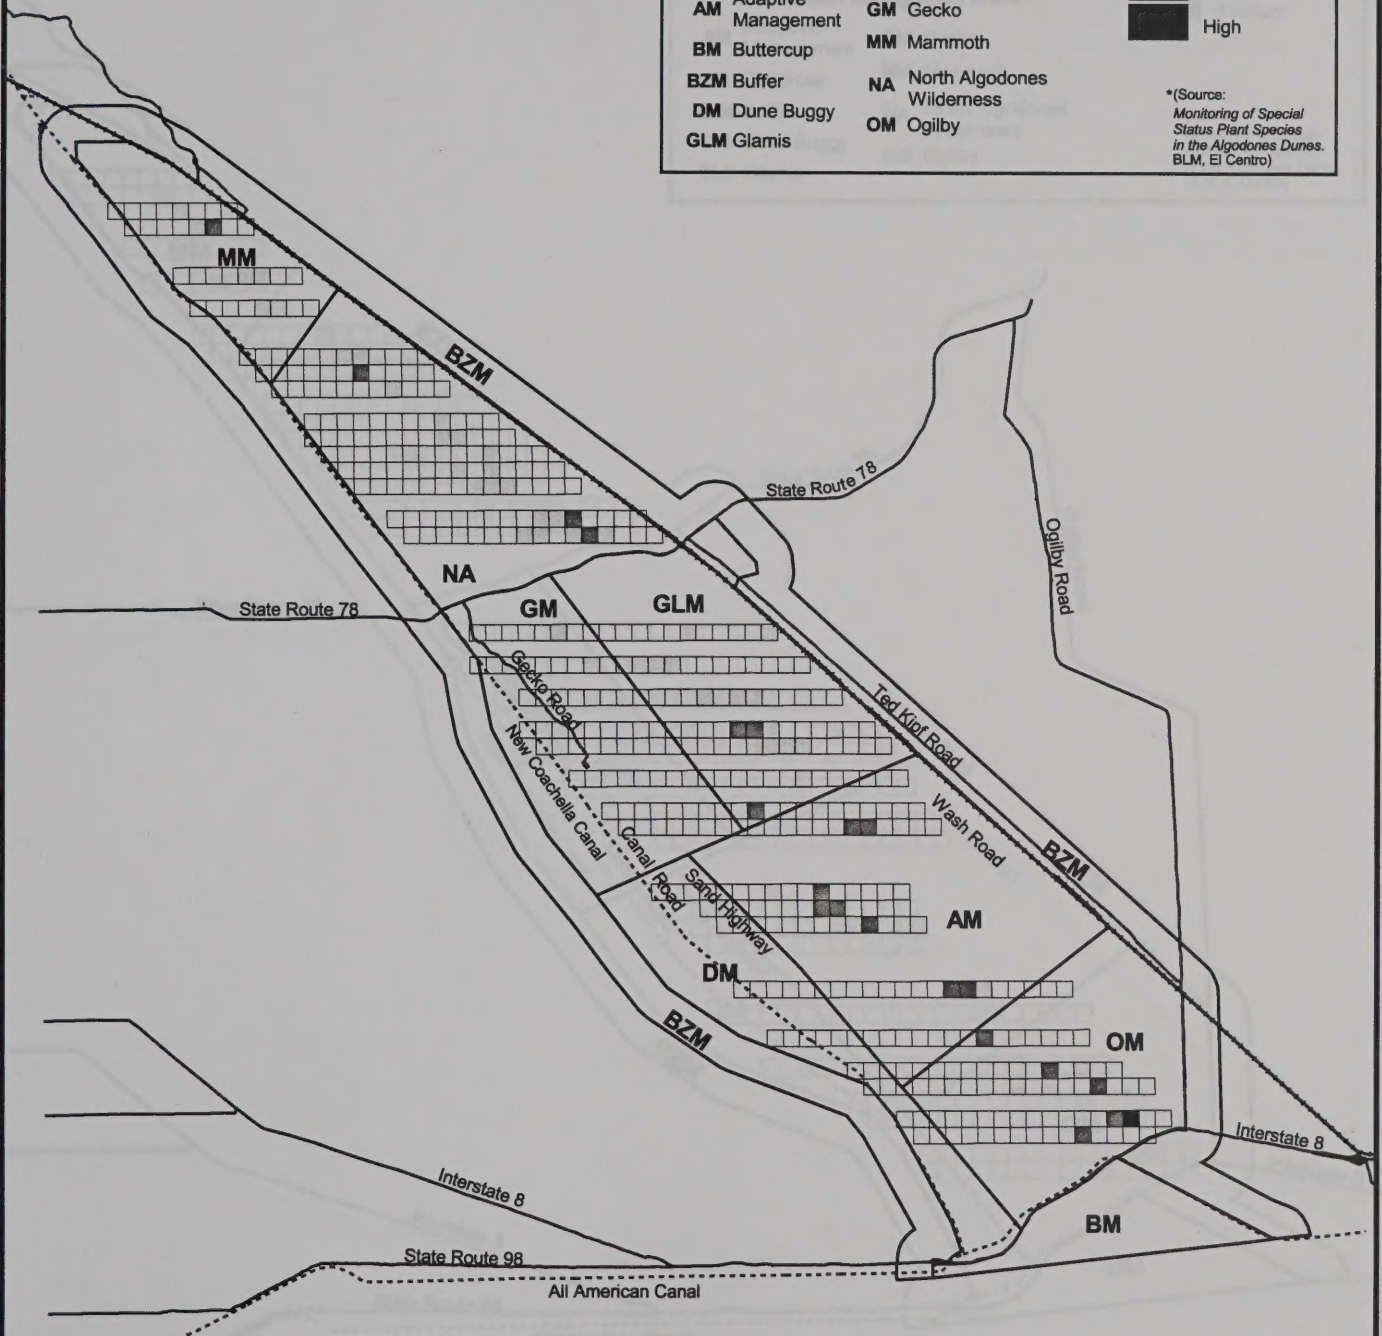 AM Adaptive
Management
BM Buttercup
BZM Buffer
DM Dune Buggy
GLM Glamis
GM Gecko
MM Mammoth
NA North Algodones
Wilderness
OM Ogilby
High
*(Source:
Monitoring of Special
Status Plant Species
in the Algodones Dunes.
BLM, El Centro)
MM
BZM
State Route 78
Ogilby Road
NA
State Route 78
GM
GLM
Gecko Road
New Coachella Canal
Ted Kipf Road
Wash Road
BZM
Canal
Road
Sand Highway
AM
DM
BZM
OM
Interstate 8
Interstate 8
BM
State Route 98
All American Canal